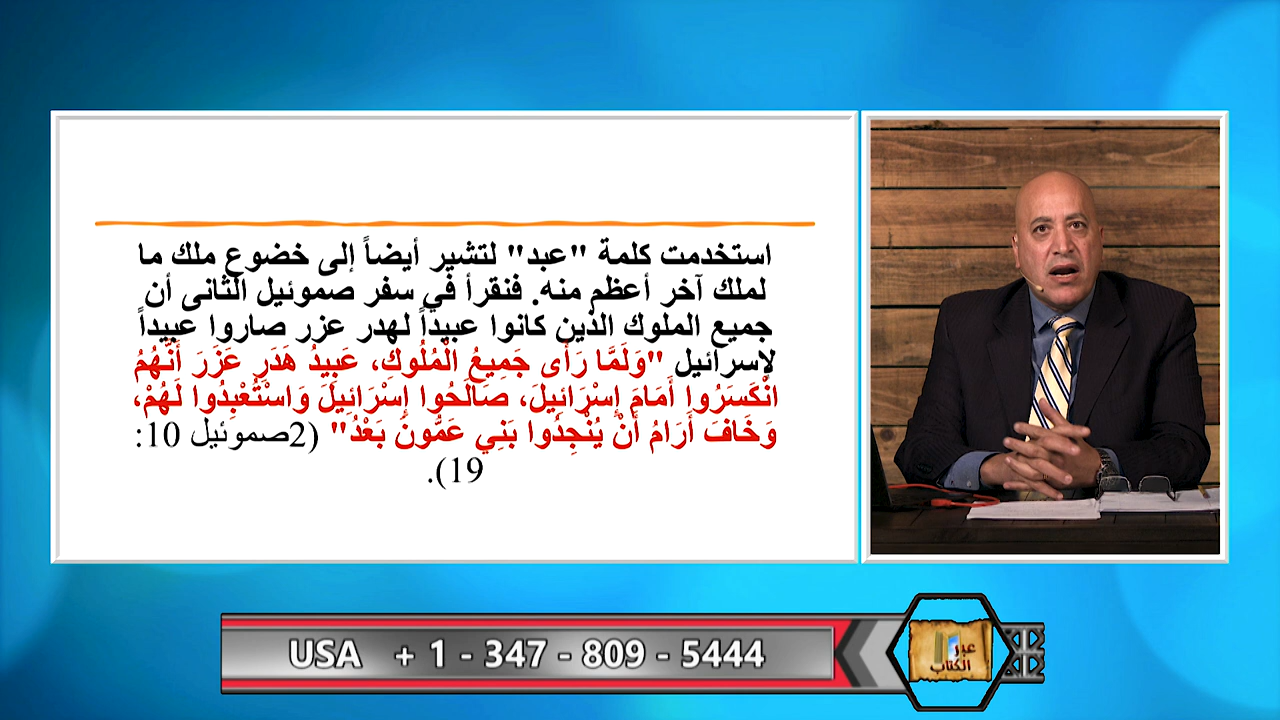 استخدمت كلمة "عبد" لتشير أيضاً إلى خضوع ملك ما
لملك آخر أعظم منه. فنقرأ في سفر صموئيل الثانى أن
جميع الملوك الذين كانوا عبيداً لهدر عزر صاروا عبيداً
لإسرائيل "وَلَمَّا رَأَى جَمِيعُ الْمُلُوكِ، عَبِيدُ هَدَرِ عَزَرَ أَنَّهُمُ
انْكَسَرُوا أَمَامَ إِسْرَائِيلَ، صَالَحُوا إِسْرَائِيلَ وَاسْتُعْبِدُوا لَهُمْ،
وَخَافَ أَرَامُ أَنْ يُنْجِدُوا بَنِي عَمُّونَ بَعْدُ" (2صموئيل 10:
19).
USA + 1 - 347 - 809 - 5444
عبر
الكتاب